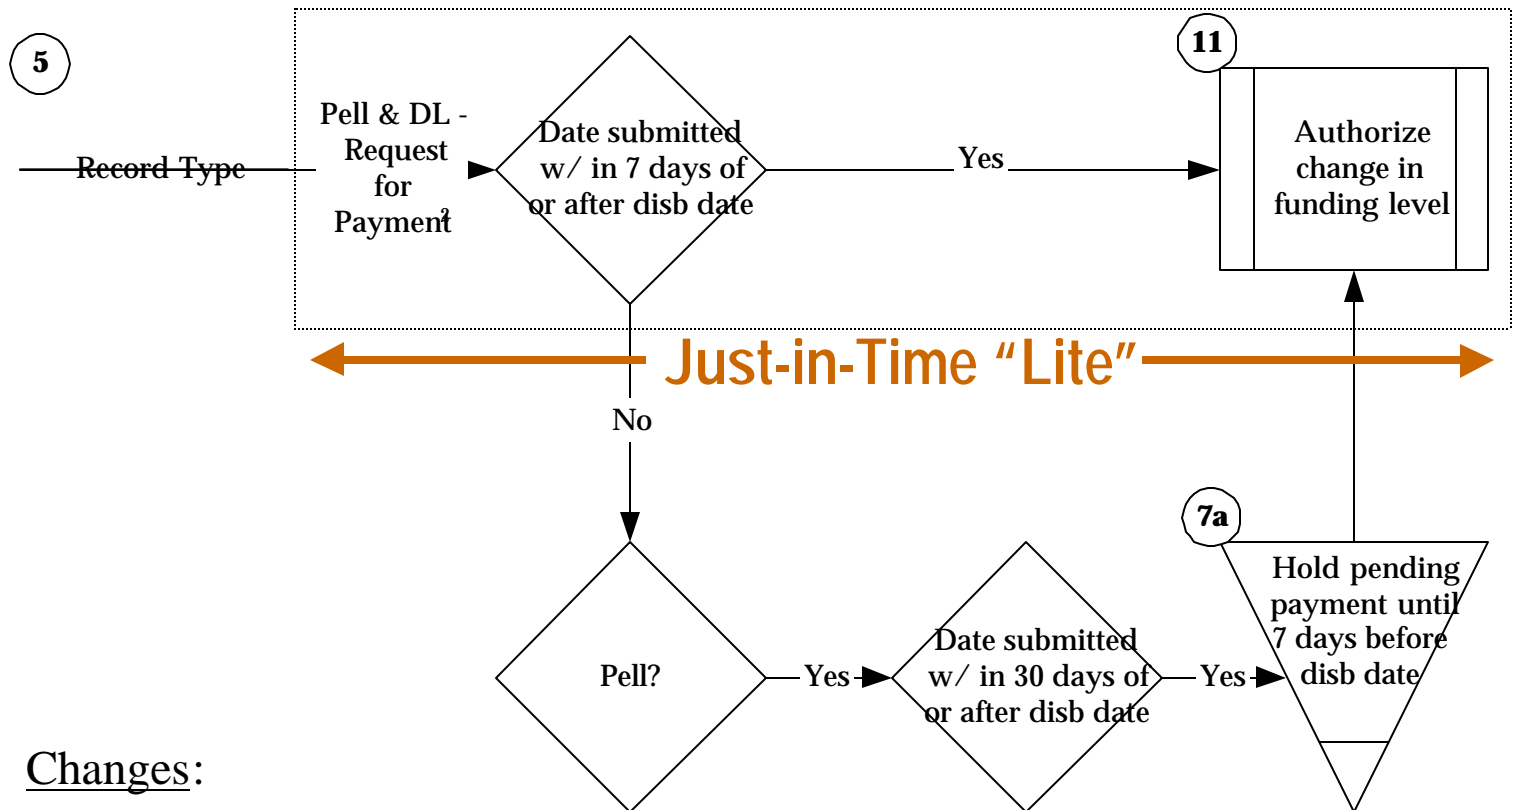 5
11
Record Type
Pell & DL -
Request
for
Payment²
Date submitted
w/ in 7 days of
or after disb date
Yes
Authorize
change in
funding level
Just-in-Time “Lite”
No
7a
Pell?
Yes
Date submitted
w/ in 30 days of
or after disb date
Yes
Hold pending
payment until
7 days before
disb date
Changes: